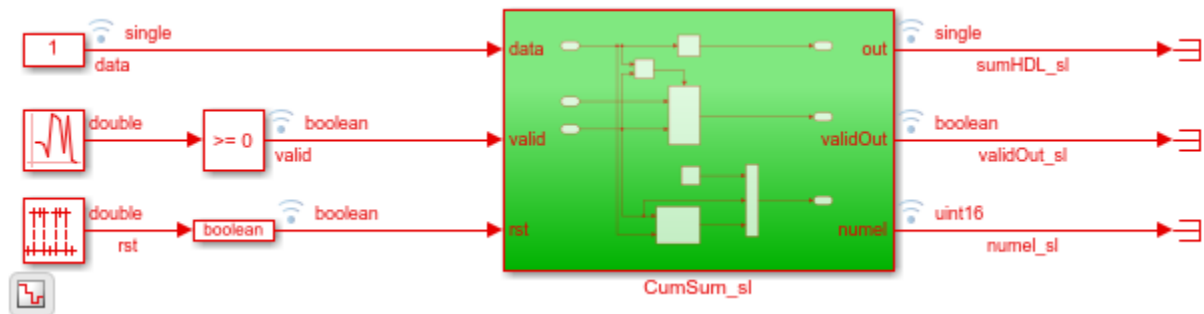 single
1
data
data
out
single
sumHDL_sl
double
>= 0
boolean
valid
valid
validOut
boolean
validOut_sl
double
rst
boolean
boolean
rst
numel
uint16
numel_sl
CumSum_sl